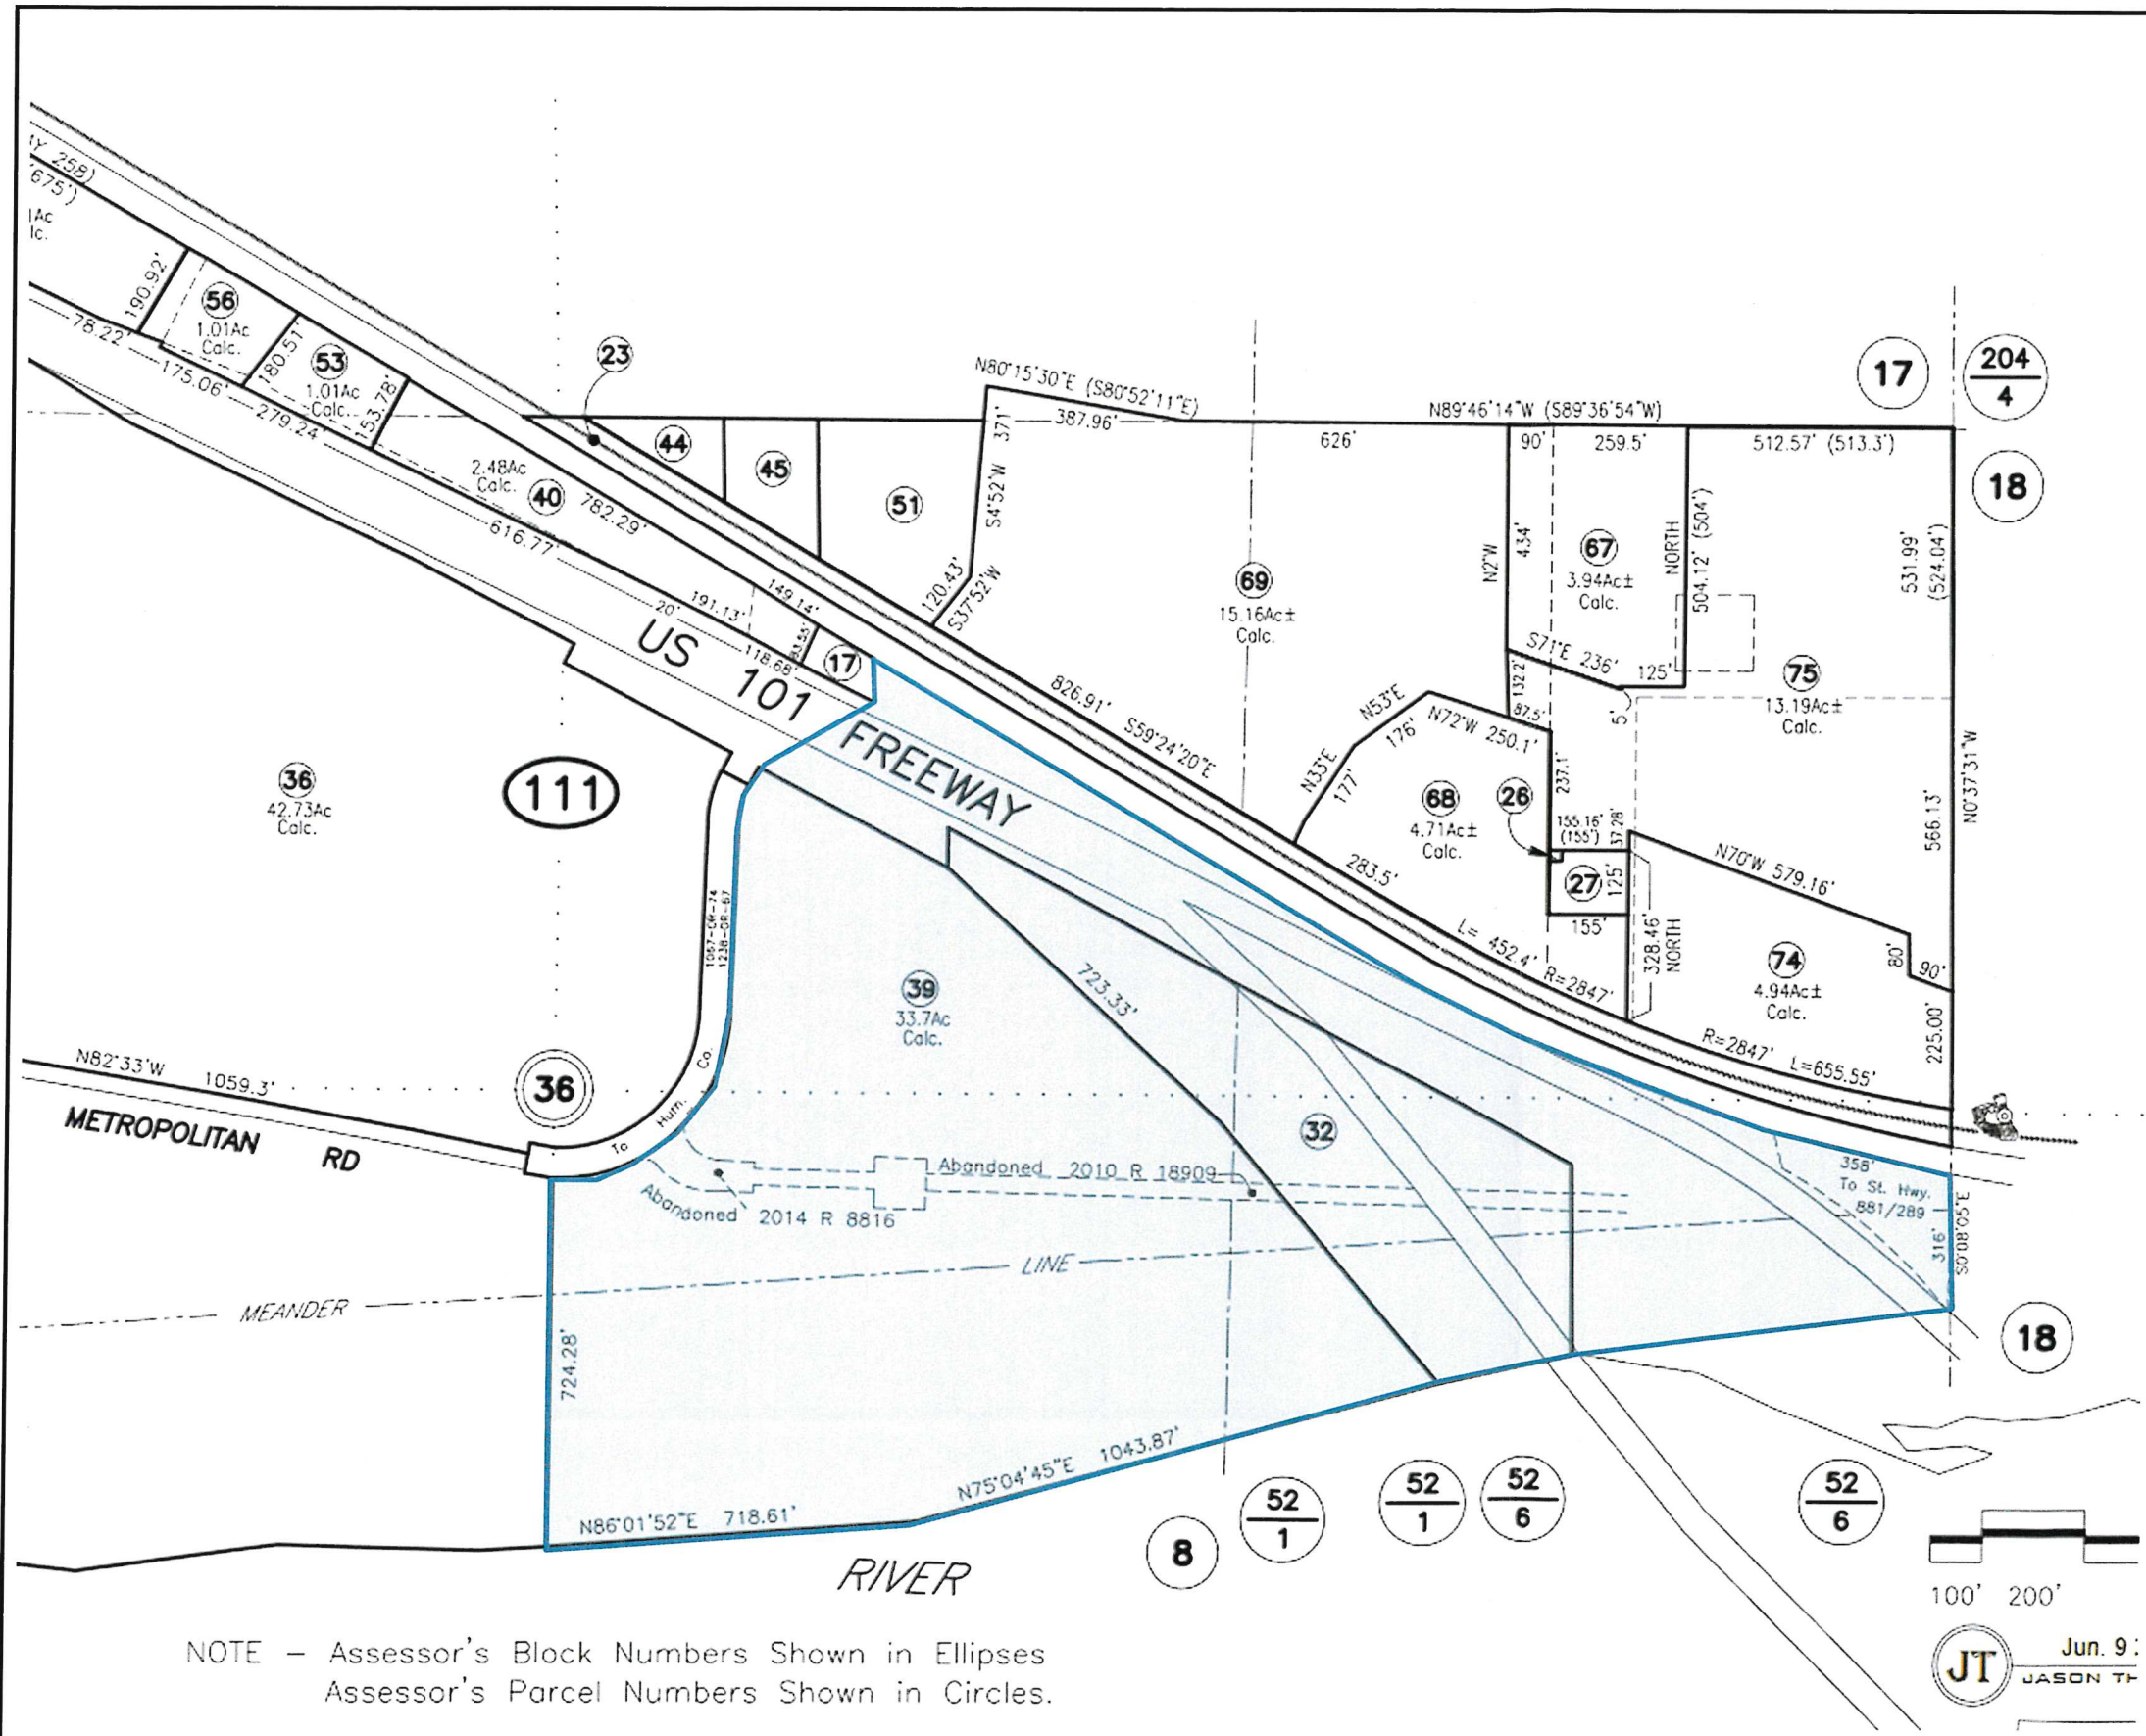 Y 258)
675')
Ac
lc.
190.92'
78.22'
56
1.01Ac
Calc.
175.06'
180.57'
53
1.01Ac
Calc.
153.78'
279.24'
23
2.48Ac
Calc.
40
782.29'
616.77'
44
45
51
149.14'
191.13'
20'
118.68'
17
US 101 FREEWAY
N80°15'30"E (S80°52'11"E)
387.96'
371'
S4°52'W
120.43'
S37°52'W
N89°46'14"W (S89°36'54"W)
626'
90'
259.5'
512.57' (513.3')
17
204
4
18
69
15.16Ac±
Calc.
N2°W
434'
67
3.94Ac±
Calc.
NORTH
504.12' (504')
531.99'
(524.04')
S71°E 236'
125'
5'
132.2'
87.5'
75
13.19Ac±
Calc.
N0°37'31"W
566.13'
826.91' S59°24'20"E
N53°E
176'
N72°W 250.1'
N33°E
177'
237.1'
68
4.71Ac±
Calc.
26
155.16'
(155')
37.28'
27
125'
155'
328.46'
NORTH
283.5'
L= 452.4' R=2847'
N70°W 579.16'
80'
90'
74
4.94Ac±
Calc.
225.00'
R=2847' L=655.55'
36
42.73Ac
Calc.
111
1067-OR-74
1238-OR-67
To Hum. Co.
39
33.7Ac
Calc.
723.33'
N82°33'W 1059.3'
36
METROPOLITAN RD
32
Abandoned 2010 R 18909
Abandoned 2014 R 8816
358'
To St. Hwy.
881/289
316'
S0°08'05"E
MEANDER LINE
724.28'
18
N86°01'52"E 718.61'
N75°04'45"E 1043.87'
8
52
1
52
1
52
6
52
6
RIVER
100' 200'
NOTE – Assessor's Block Numbers Shown in Ellipses
Assessor's Parcel Numbers Shown in Circles.
JT
Jun. 9
JASON TH